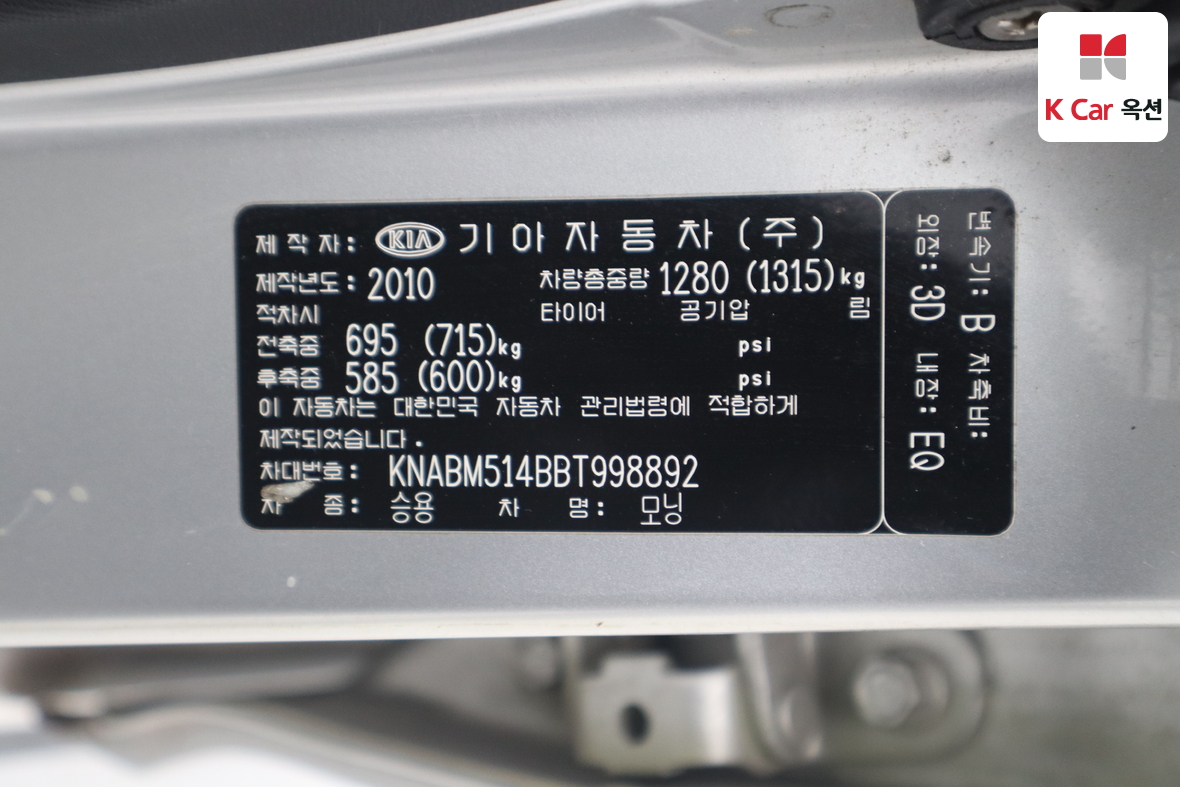 K Car 옥션
제 작 자 : KIA 기 아 자 동 차 ( 주 )
제작년도 : 2010 차량총중량 1280 (1315)kg
적차시 타이어 공기압 림
전축중 695 (715)kg psi
후축중 585 (600)kg psi
이 자동차는 대한민국 자동차 관리법령에 적합하게
제작되었습니다 .
차대번호 : KNABM514BBT998892
차 종 : 승용 차 명 : 모닝
변속기: B 차축비:
외장: 3D 내장: EQ